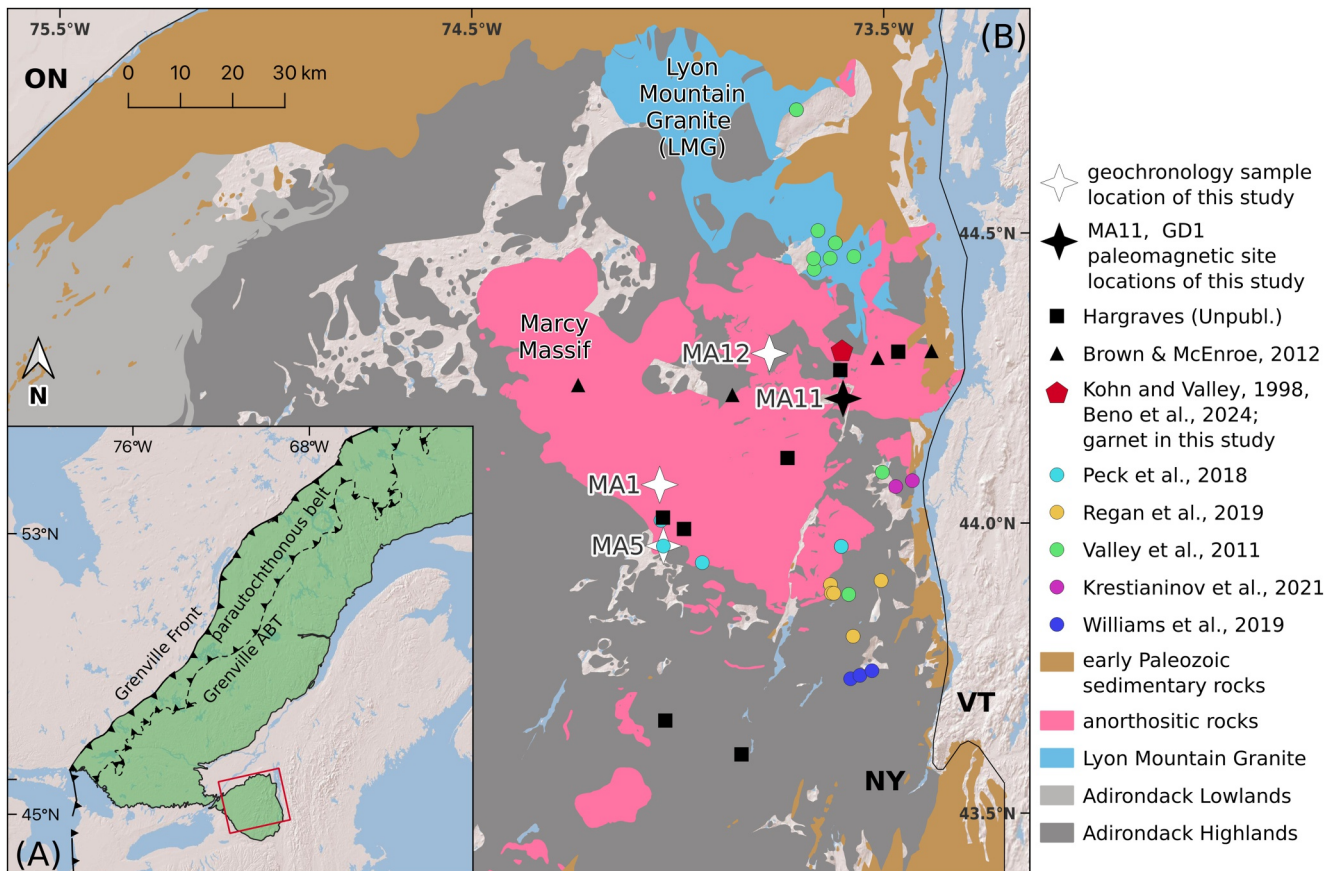 75.5°W
74.5°W
73.5°W
(B)
ON
0 10 20 30 km
Lyon
Mountain
Granite
(LMG)
44.5°N
Marcy
Massif
MA12
MA11
N
MA1
MA5
44.0°N
VT
NY
43.5°N
76°W
68°W
53°N
parautochthonous belt
Grenville Front
Grenville ABT
45°N
(A)
geochronology sample
location of this study
MA11, GD1
paleomagnetic site
locations of this study
Hargraves (Unpubl.)
Brown & McEnroe, 2012
Kohn and Valley, 1998,
Beno et al., 2024;
garnet in this study
Peck et al., 2018
Regan et al., 2019
Valley et al., 2011
Krestianinov et al., 2021
Williams et al., 2019
early Paleozoic
sedimentary rocks
anorthositic rocks
Lyon Mountain Granite
Adirondack Lowlands
Adirondack Highlands